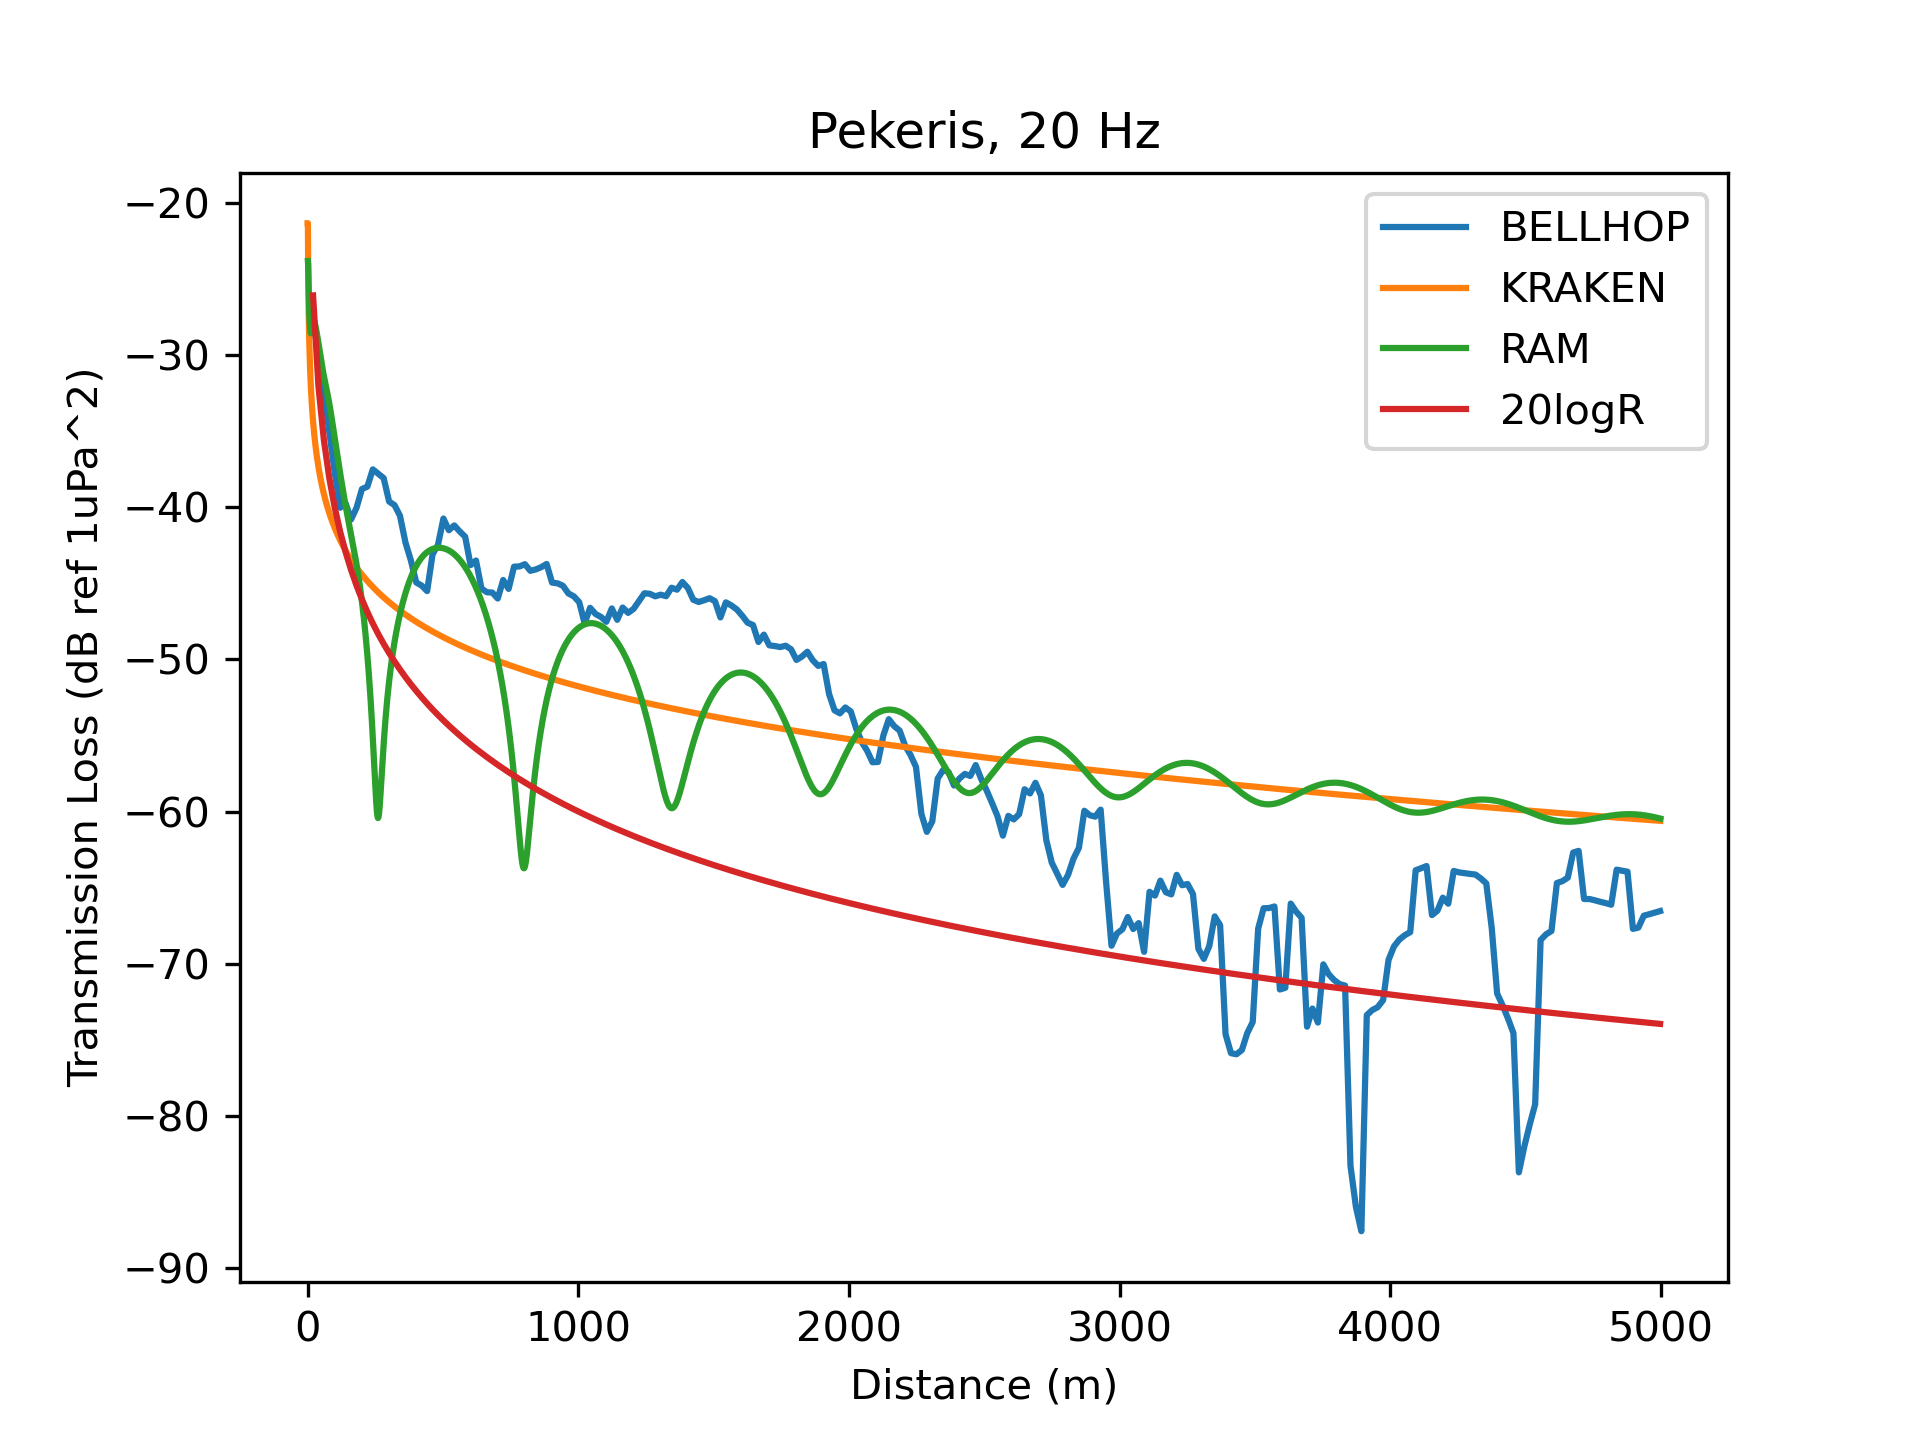 Pekeris, 20 Hz
BELLHOP
KRAKEN
RAM
20logR
Transmission Loss (dB ref 1uPa^2)
−20
−30
−40
−50
−60
−70
−80
−90
0 1000 2000 3000 4000 5000
Distance (m)